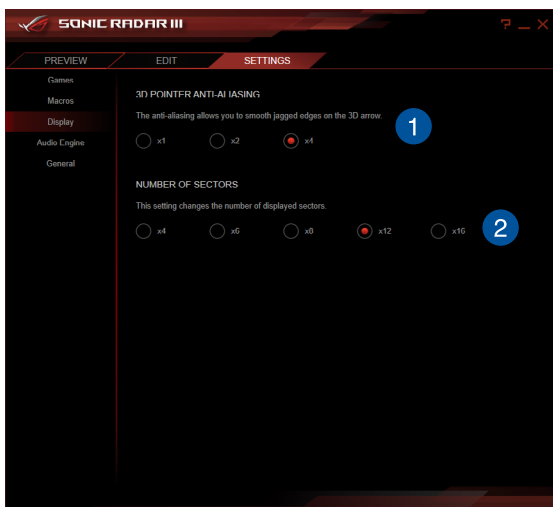 SONIC RADAR III
? _ X
PREVIEW EDIT SETTINGS
Games
Macros
Display
Audio Engine
General
3D POINTER ANTI-ALIASING
The anti-aliasing allows you to smooth jagged edges on the 3D arrow.
x1 x2 x4
1
NUMBER OF SECTORS
This setting changes the number of displayed sectors.
x4 x6 x8 x12 x16
2